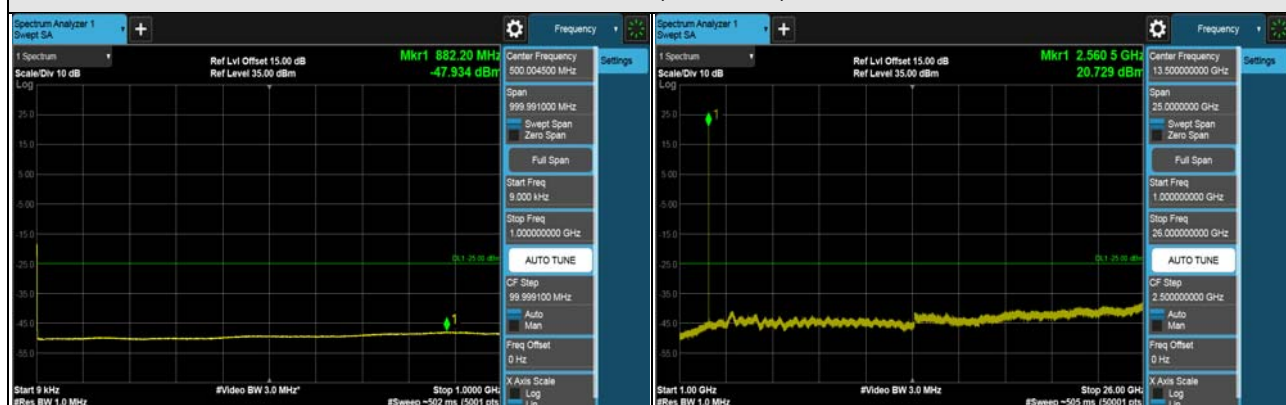 Spectrum Analyzer 1
Swept SA
+
Frequency
1 Spectrum
Scale/Div 10 dB
Log
Ref Lvl Offset 15.00 dB
Ref Level 35.00 dBm
Mkr1 882.20 MHz
-47.934 dBm
25.0
15.0
5.00
-5.00
-15.0
-25.0
-35.0
-45.0
-55.0
1
DL1 -25.00 dBm
Start 9 kHz
#Res BW 1.0 MHz
#Video BW 3.0 MHz*
Stop 1.0000 GHz
#Sweep ~502 ms (5001 pts
Center Frequency
500.004500 MHz
Settings
Span
999.991000 MHz
Swept Span
Zero Span
Full Span
Start Freq
9.000 kHz
Stop Freq
1.000000000 GHz
AUTO TUNE
CF Step
99.999100 MHz
Auto
Man
Freq Offset
0 Hz
X Axis Scale
Log
Lin
Spectrum Analyzer 1
Swept SA
+
Frequency
1 Spectrum
Scale/Div 10 dB
Log
Ref Lvl Offset 15.00 dB
Ref Level 35.00 dBm
Mkr1 2.560 5 GHz
20.729 dBm
25.0
15.0
5.00
-5.00
-15.0
-25.0
-35.0
-45.0
-55.0
1
DL1 -25.00 dBm
Start 1.00 GHz
#Res BW 1.0 MHz
#Video BW 3.0 MHz
Stop 26.00 GHz
#Sweep ~505 ms (50001 pts
Center Frequency
13.500000000 GHz
Settings
Span
25.0000000 GHz
Swept Span
Zero Span
Full Span
Start Freq
1.000000000 GHz
Stop Freq
26.000000000 GHz
AUTO TUNE
CF Step
2.500000000 GHz
Auto
Man
Freq Offset
0 Hz
X Axis Scale
Log
Lin